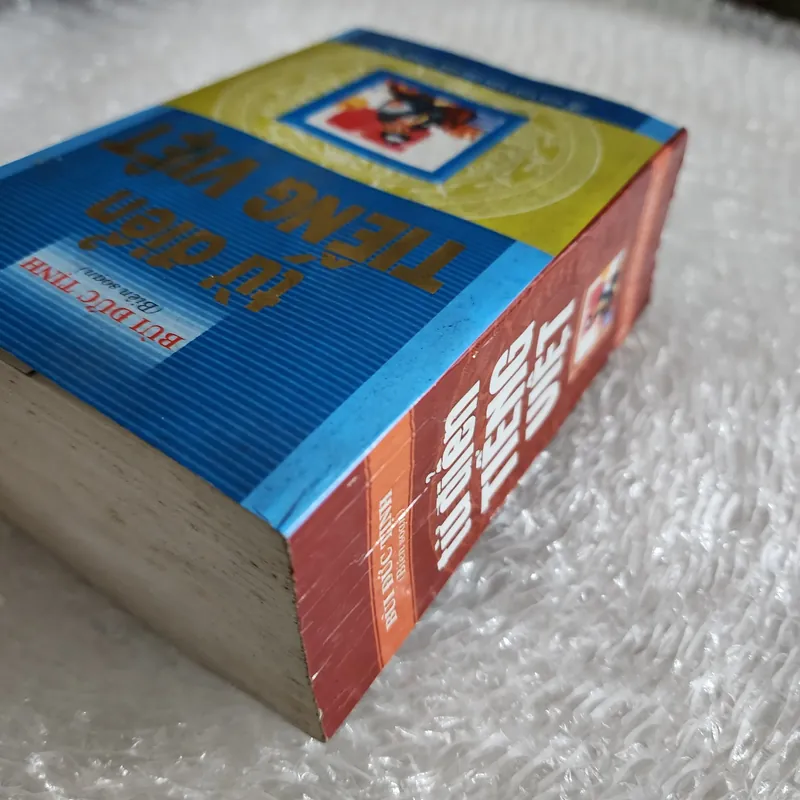 BÙI ĐỨC TỊNH
(Biên soạn)
từ điển
TIẾNG VIỆT
BÙI ĐỨC TỊNH
(Biên soạn)
từ điển
TIẾNG
VIỆT